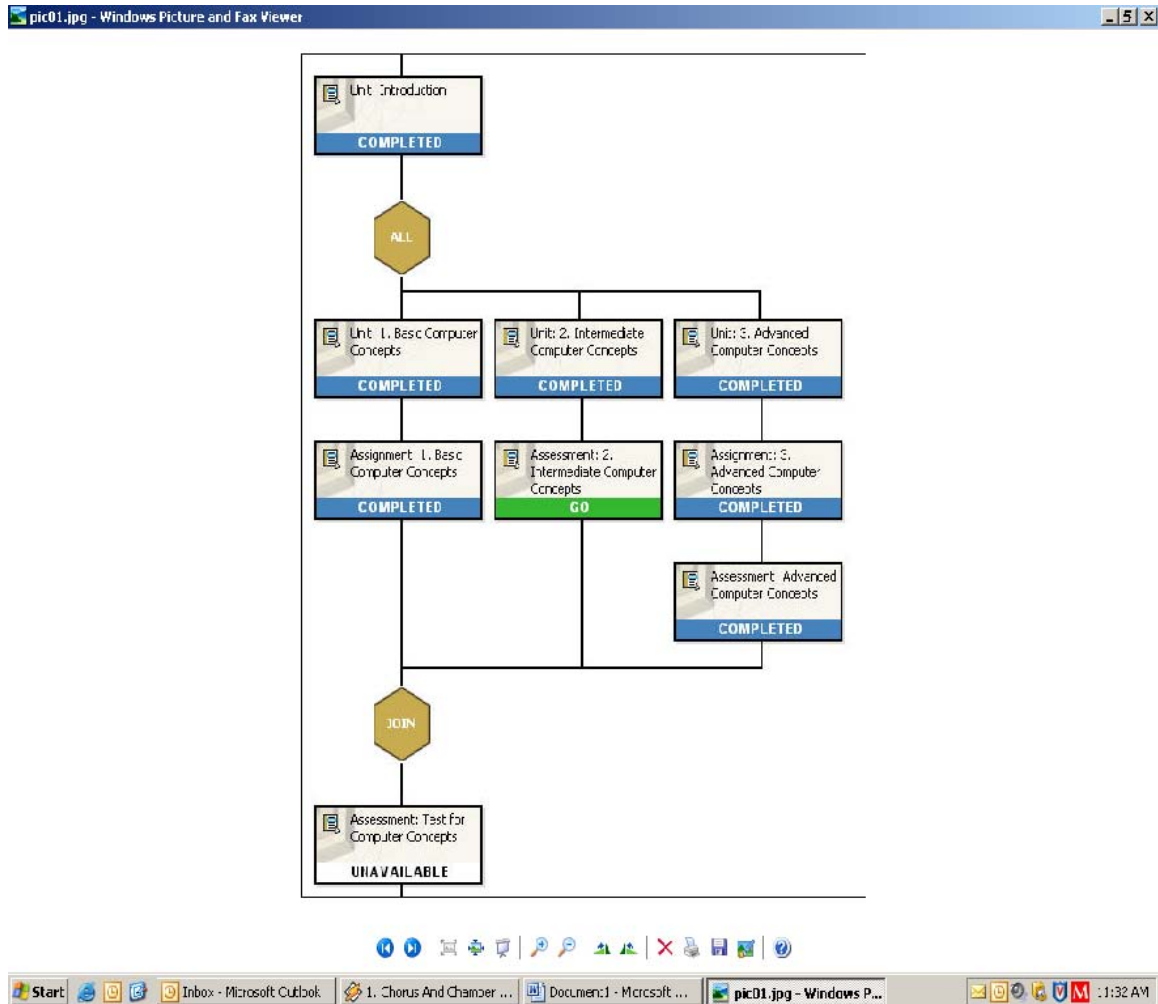 pic01.jpg - Windows Picture and Fax Viewer
Unit: Introduction
COMPLETED
ALL
Unit: 1. Basic Computer
Concepts
COMPLETED
Unit: 2. Intermediate
Computer Concepts
COMPLETED
Unit: 3. Advanced
Computer Concepts
COMPLETED
Assignment: 1. Basic
Computer Concepts
COMPLETED
Assessment: 2.
Intermediate Computer
Concepts
GO
Assignment: 3.
Advanced Computer
Concepts
COMPLETED
Assessment: Advanced
Computer Concepts
COMPLETED
JOIN
Assessment: Test for
Computer Concepts
UNAVAILABLE
Start
Inbox - Microsoft Outlook
1. Chorus And Chamber ...
Document1 - Microsoft ...
pic01.jpg - Windows P...
11:32 AM